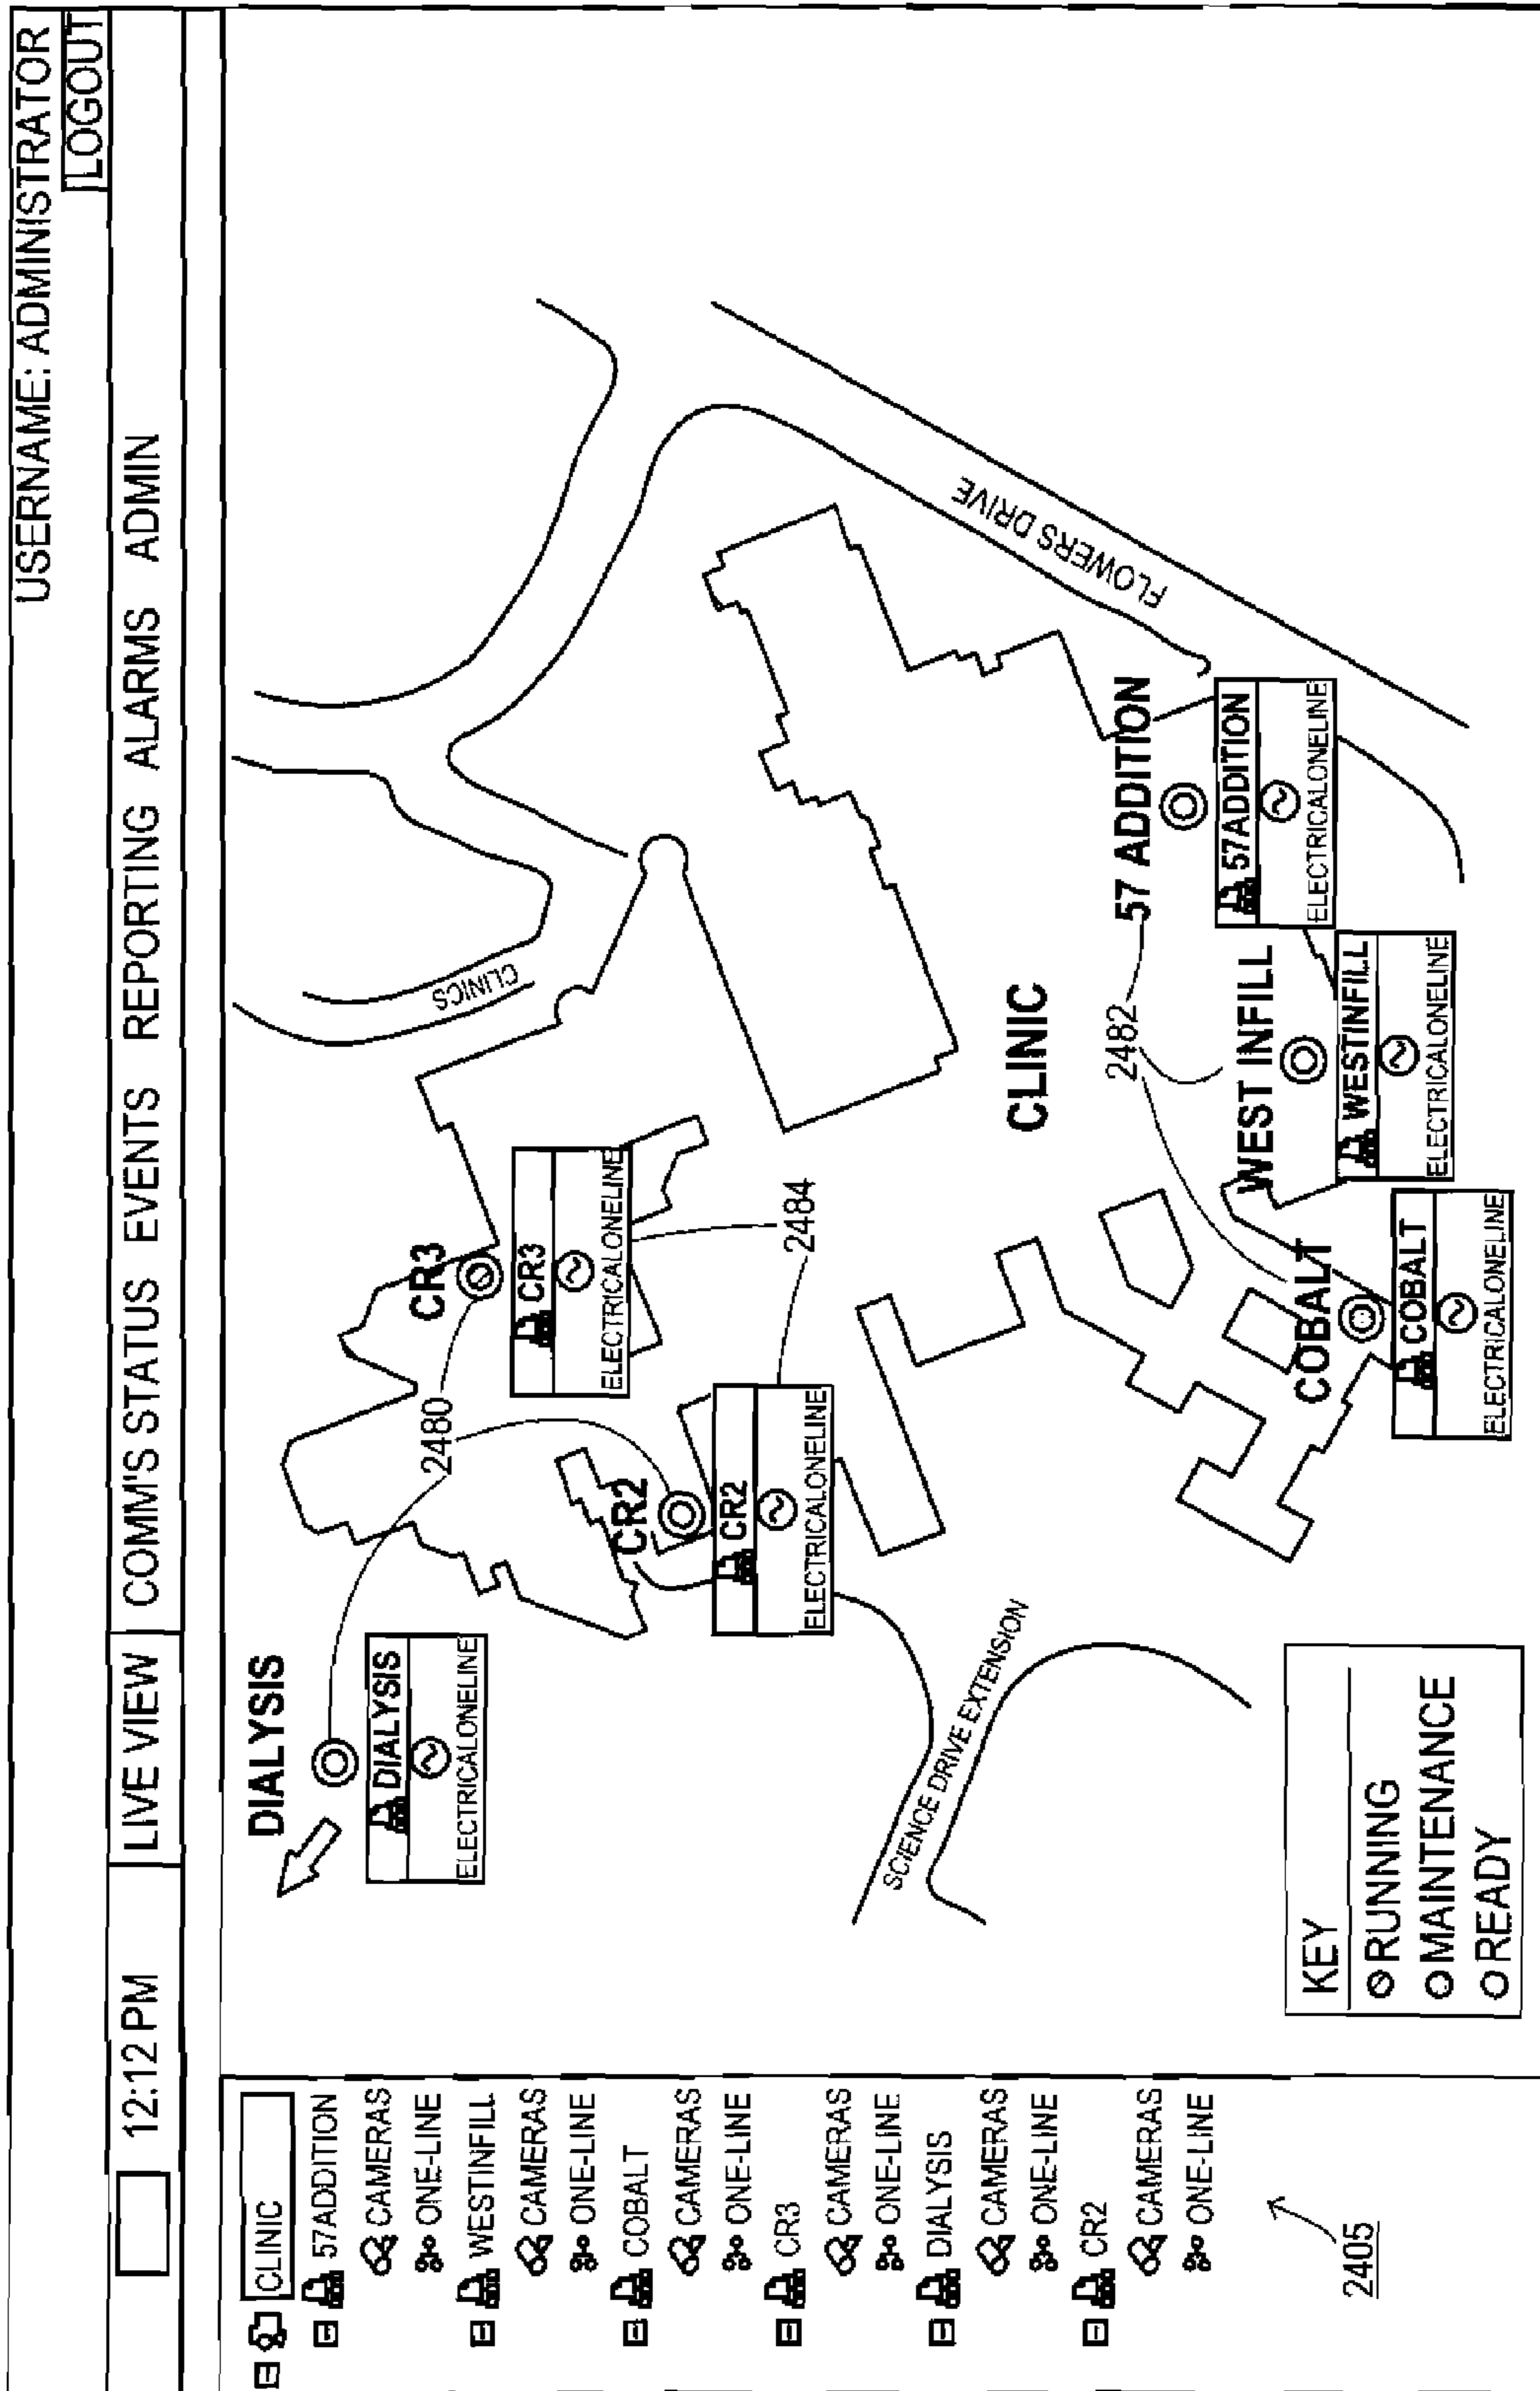 USERNAME: ADMINISTRATOR
LOGOUT
12:12 PM
LIVE VIEW
COMM'S STATUS EVENTS REPORTING ALARMS ADMIN
CLINIC
57ADDITION
CAMERAS
ONE-LINE
WESTINFILL
CAMERAS
ONE-LINE
COBALT
CAMERAS
ONE-LINE
CR3
CAMERAS
ONE-LINE
DIALYSIS
CAMERAS
ONE-LINE
CR2
CAMERAS
ONE-LINE
2405
DIALYSIS
DIALYSIS
ELECTRICALONELINE
2480
CR3
CR3
ELECTRICALONELINE
CR2
CR2
ELECTRICALONELINE
2484
CLINICS
FLOWERS DRIVE
SCIENCE DRIVE EXTENSION
CLINIC
2482
57 ADDITION
57ADDITION
ELECTRICALONELINE
WEST INFILL
WESTINFILL
ELECTRICALONELINE
COBALT
COBALT
ELECTRICALONELINE
KEY
RUNNING
MAINTENANCE
READY